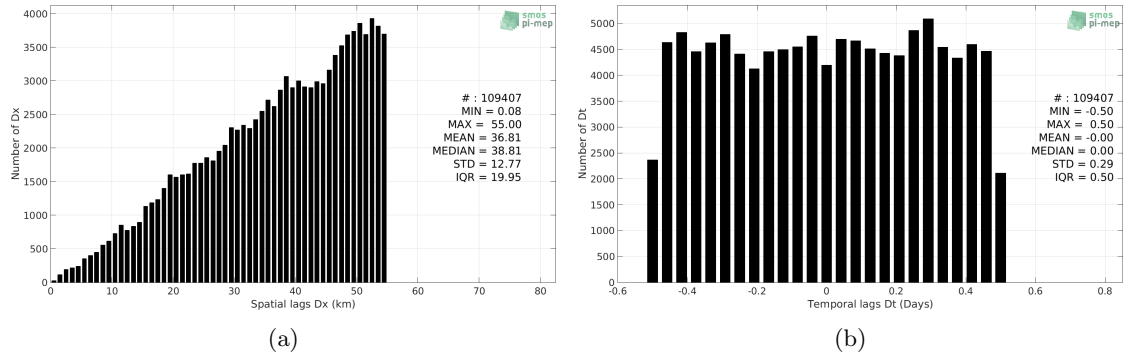 smos
pi-mep
4000
3500
3000
2500
2000
1500
1000
500
0
Number of Dx
# : 109407
MIN = 0.08
MAX = 55.00
MEAN = 36.81
MEDIAN = 38.81
STD = 12.77
IQR = 19.95
0 10 20 30 40 50 60 70 80
Spatial lags Dx (km)
(a)
smos
pi-mep
5000
4500
4000
3500
3000
2500
2000
1500
1000
500
0
Number of Dt
# : 109407
MIN = -0.50
MAX = 0.50
MEAN = -0.00
MEDIAN = 0.00
STD = 0.29
IQR = 0.50
-0.6 -0.4 -0.2 0 0.2 0.4 0.6 0.8
Temporal lags Dt (Days)
(b)